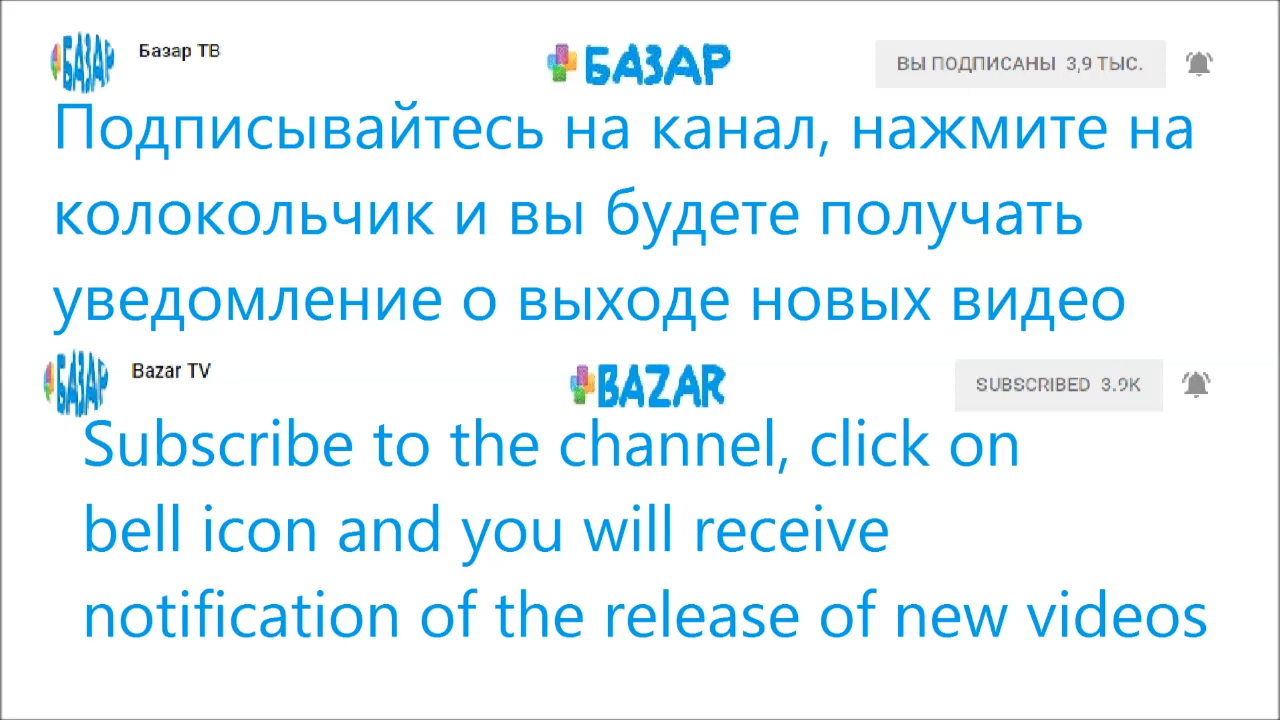 БАЗАР Базар ТВ БАЗАР ВЫ ПОДПИСАНЫ 3,9 ТЫС.
Подписывайтесь на канал, нажмите на
колокольчик и вы будете получать
уведомление о выходе новых видео
БАЗАР Bazar TV BAZAR SUBSCRIBED 3.9K
Subscribe to the channel, click on
bell icon and you will receive
notification of the release of new videos